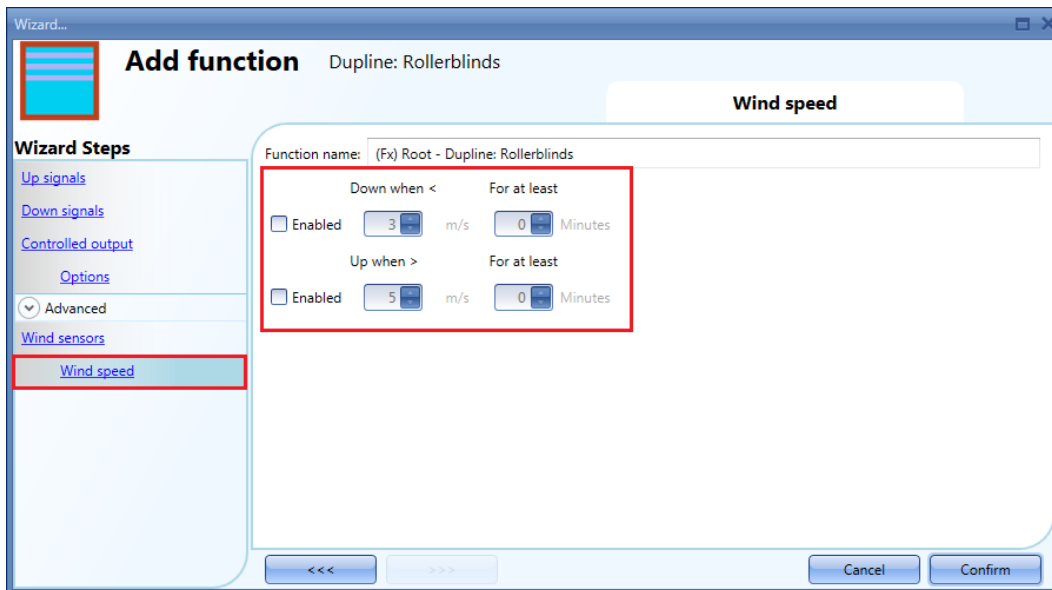 Wizard...
Add function Dupline: Rollerblinds
Wind speed
Wizard Steps
Up signals
Down signals
Controlled output
Options
Advanced
Wind sensors
Wind speed
Function name: (Fx) Root - Dupline: Rollerblinds
Down when < For at least
Enabled 3 m/s 0 Minutes
Up when > For at least
Enabled 5 m/s 0 Minutes
<<< >>> Cancel Confirm